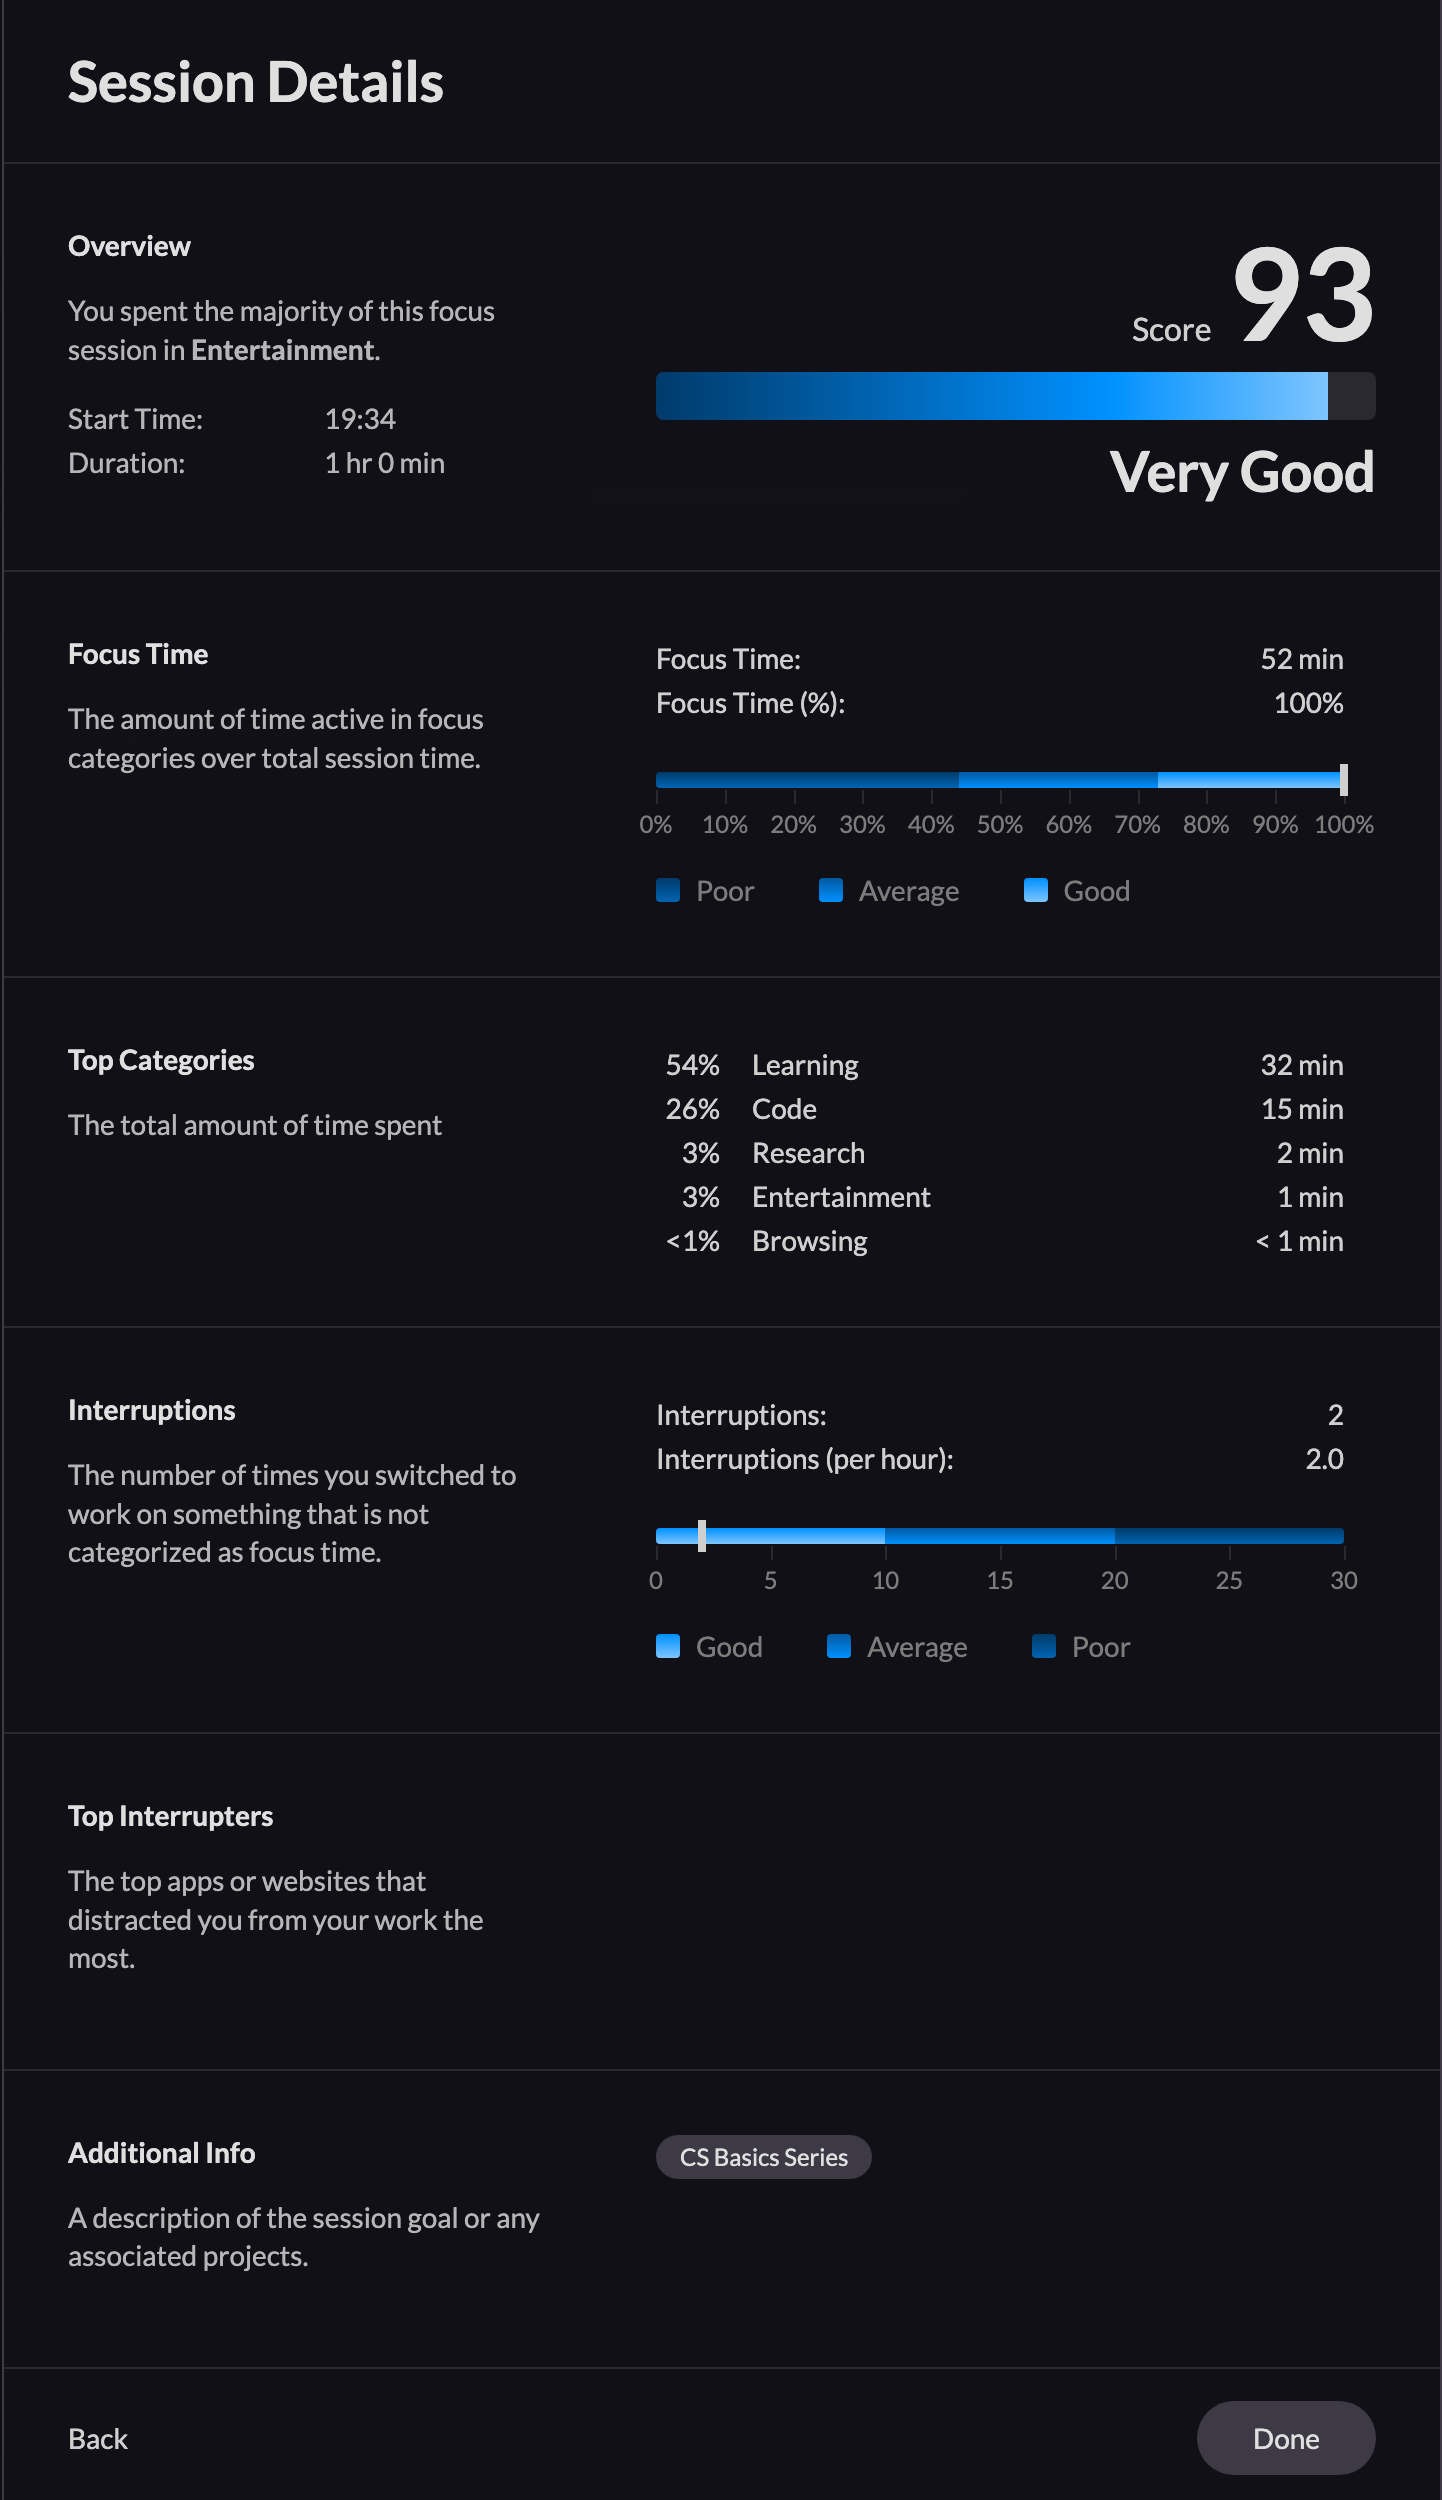 Session Details
Overview
You spent the majority of this focus
session in Entertainment.
Start Time: 19:34
Duration: 1 hr 0 min
Score 93
Very Good
Focus Time
The amount of time active in focus
categories over total session time.
Focus Time: 52 min
Focus Time (%): 100%
0% 10% 20% 30% 40% 50% 60% 70% 80% 90% 100%
Poor Average Good
Top Categories
The total amount of time spent
54% Learning 32 min
26% Code 15 min
3% Research 2 min
3% Entertainment 1 min
<1% Browsing < 1 min
Interruptions
The number of times you switched to
work on something that is not
categorized as focus time.
Interruptions: 2
Interruptions (per hour): 2.0
0 5 10 15 20 25 30
Good Average Poor
Top Interrupters
The top apps or websites that
distracted you from your work the
most.
Additional Info
A description of the session goal or any
associated projects.
CS Basics Series
Back
Done